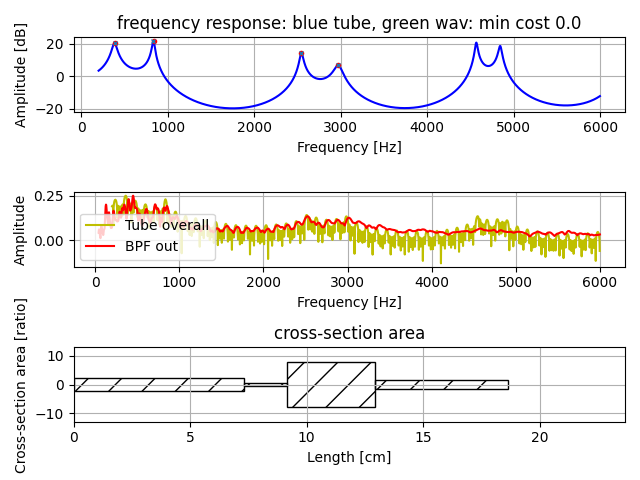 frequency response: blue tube, green wav: min cost 0.0
Amplitude [dB]
20
0
−20
0 1000 2000 3000 4000 5000 6000
Frequency [Hz]
Amplitude
0.25
0.00
Tube overall
BPF out
0 1000 2000 3000 4000 5000 6000
Frequency [Hz]
cross-section area
Cross-section area [ratio]
10
0
−10
0 5 10 15 20
Length [cm]